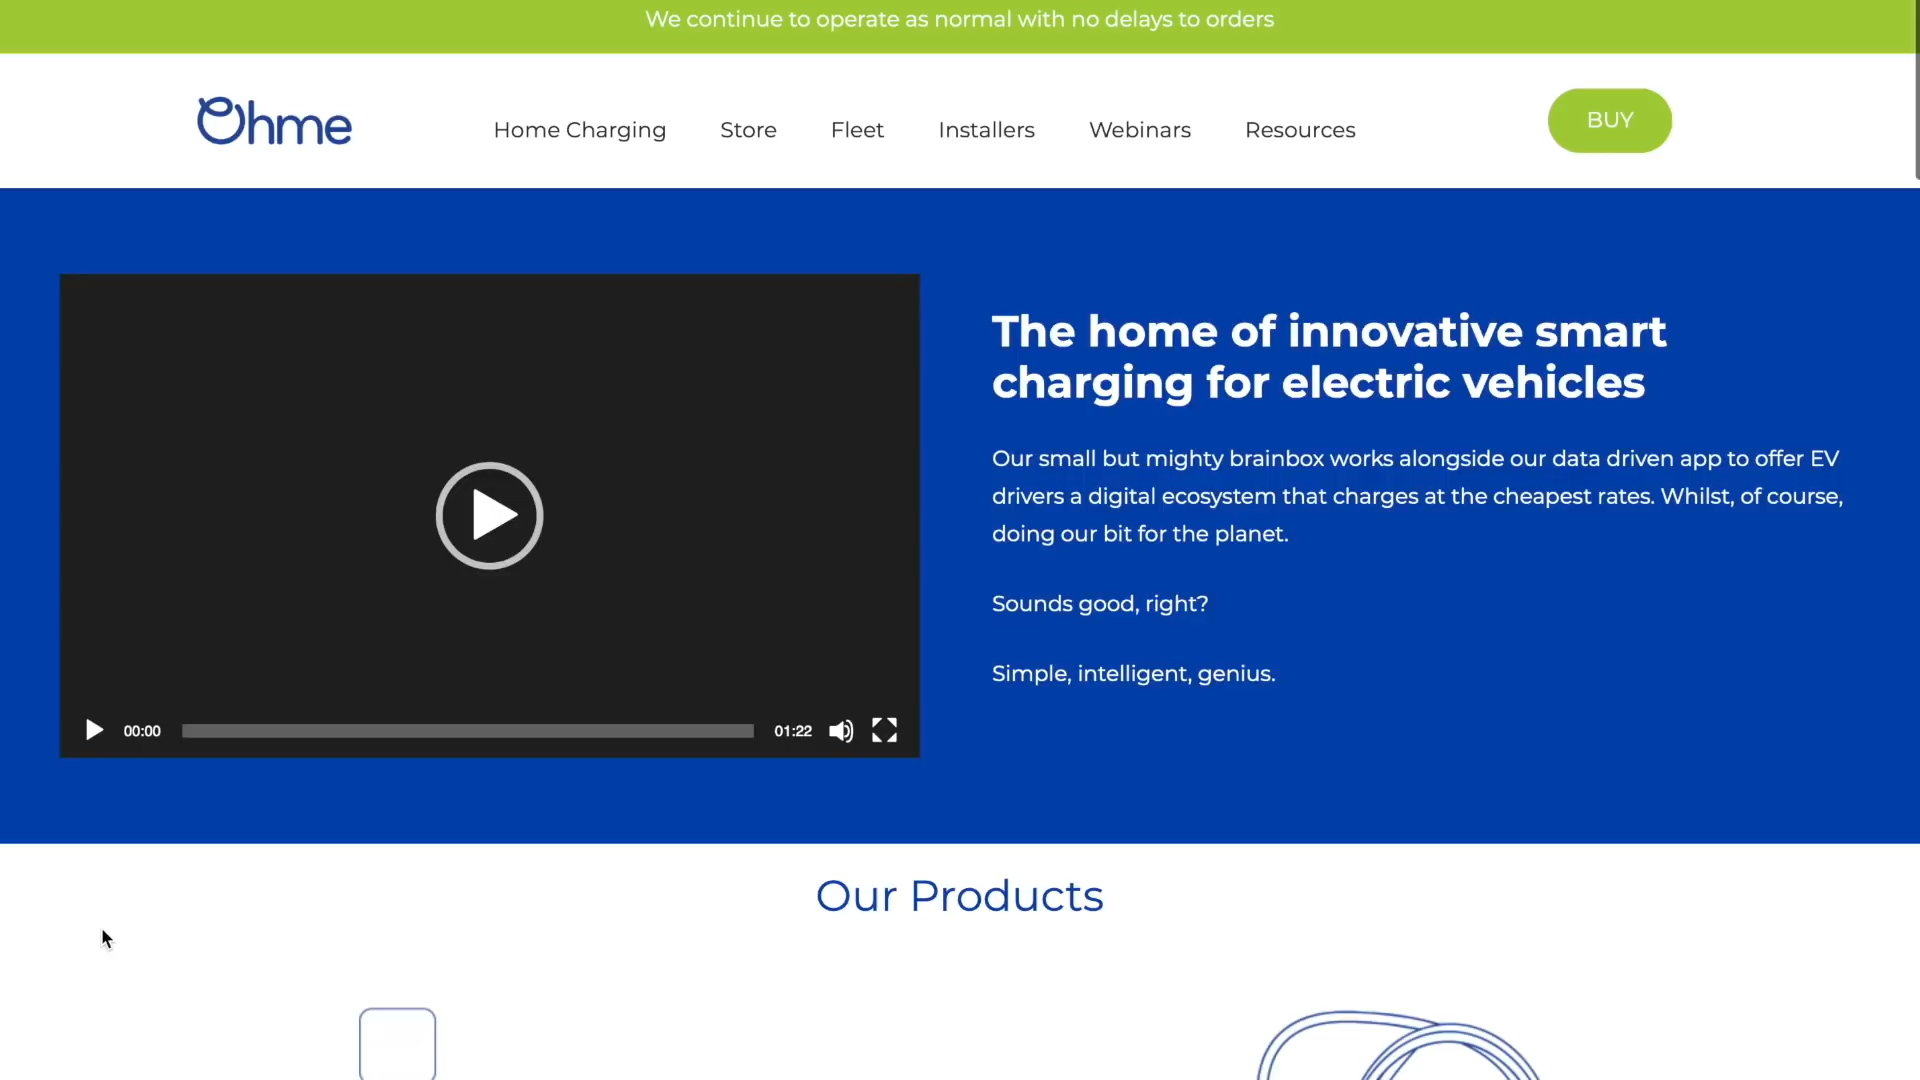 We continue to operate as normal with no delays to orders
Ohme
Home Charging
Store
Fleet
Installers
Webinars
Resources
BUY
The home of innovative smart
charging for electric vehicles
Our small but mighty brainbox works alongside our data driven app to offer EV
drivers a digital ecosystem that charges at the cheapest rates. Whilst, of course,
doing our bit for the planet.
Sounds good, right?
Simple, intelligent, genius.
00:00
01:22
Our Products